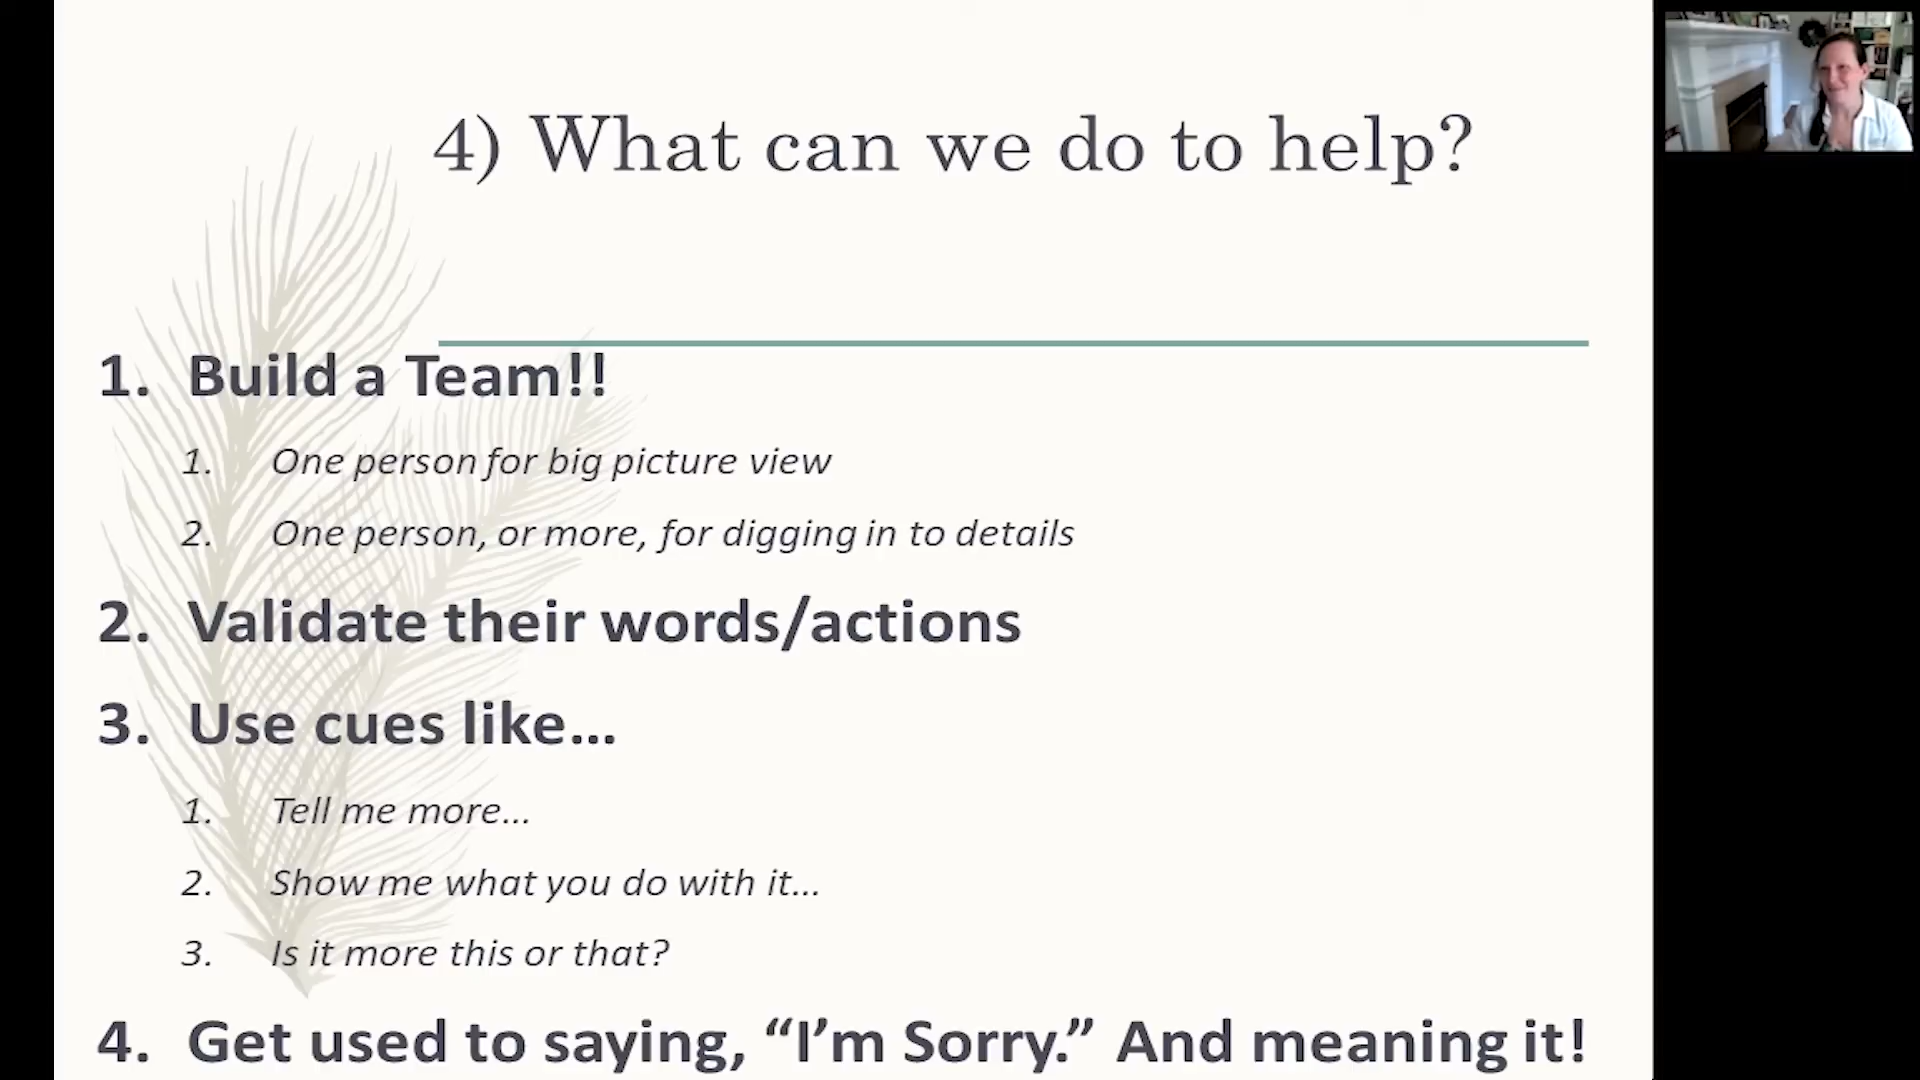 4) What can we do to help?
1. Build a Team!!
1. One person for big picture view
2. One person, or more, for digging in to details
2. Validate their words/actions
3. Use cues like...
1. Tell me more...
2. Show me what you do with it...
3. Is it more this or that?
4. Get used to saying, “I’m Sorry.” And meaning it!